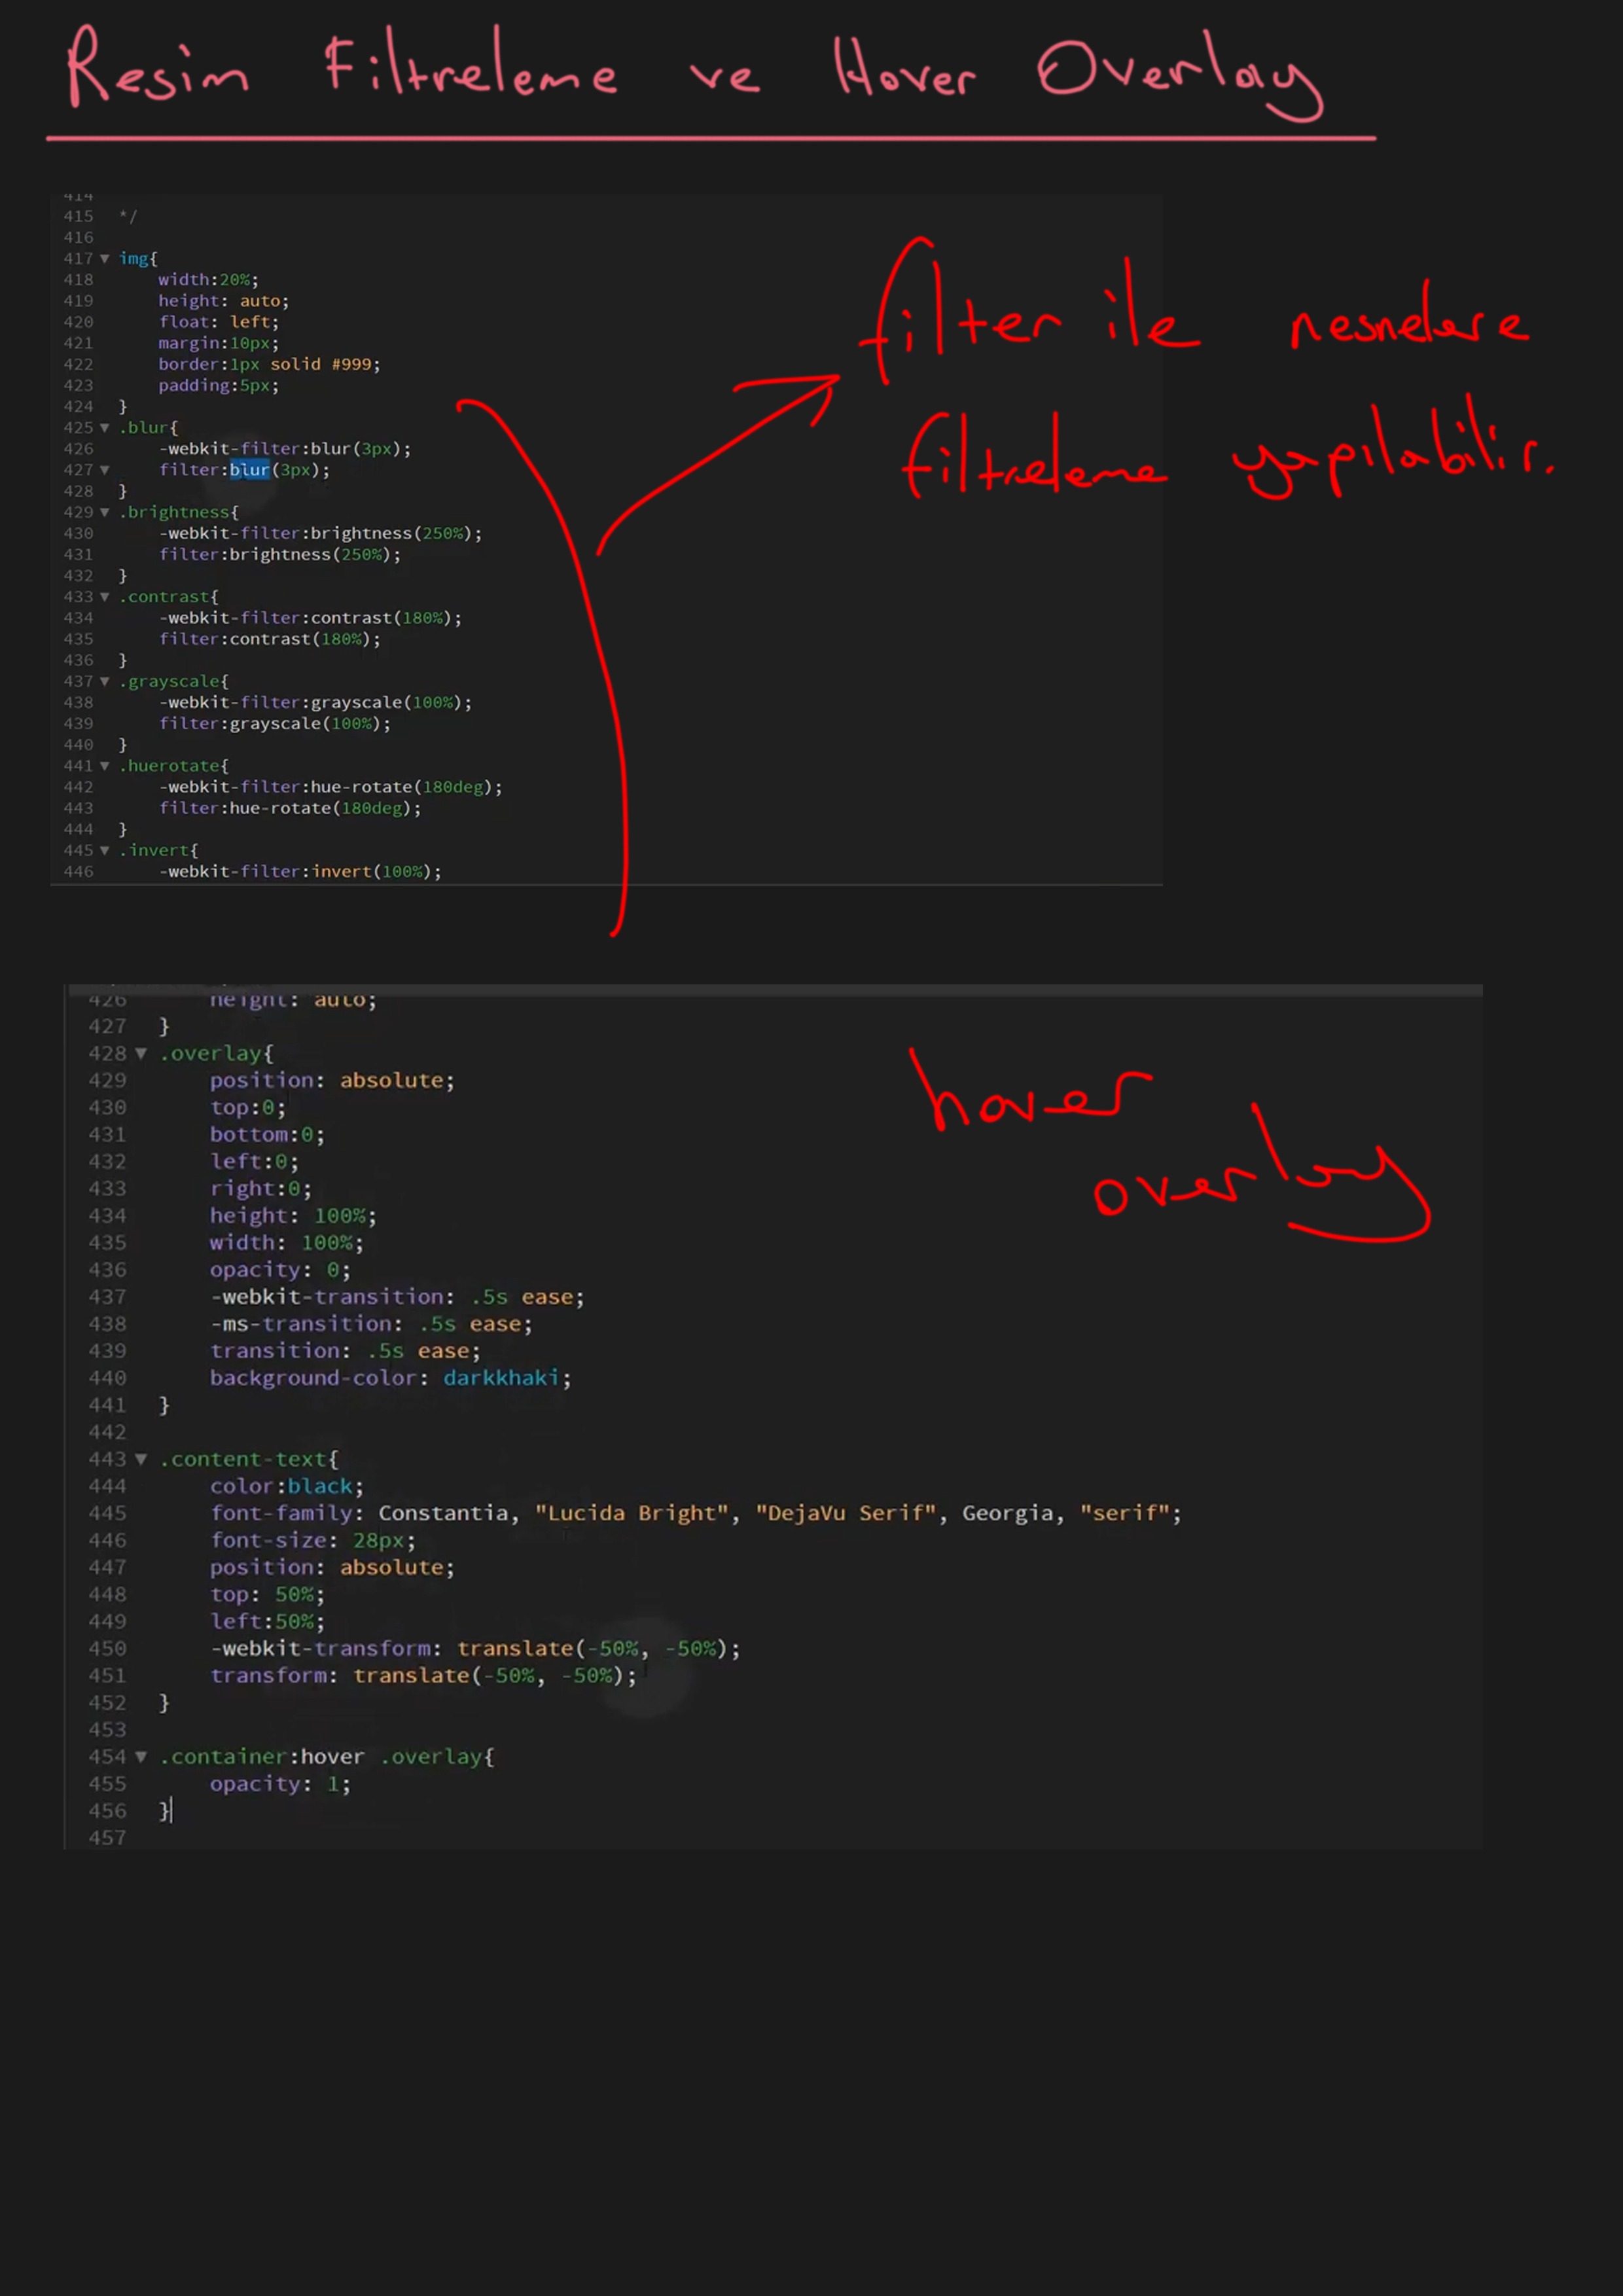 Resim Filtreleme ve Hover Overlay
414
415 */
416
417 img{
418 width:20%;
419 height: auto;
420 float: left;
421 margin:10px;
422 border:1px solid #999;
423 padding:5px;
424 }
425 .blur{
426 -webkit-filter:blur(3px);
427 filter:blur(3px);
428 }
429 .brightness{
430 -webkit-filter:brightness(250%);
431 filter:brightness(250%);
432 }
433 .contrast{
434 -webkit-filter:contrast(180%);
435 filter:contrast(180%);
436 }
437 .grayscale{
438 -webkit-filter:grayscale(100%);
439 filter:grayscale(100%);
440 }
441 .huerotate{
442 -webkit-filter:hue-rotate(180deg);
443 filter:hue-rotate(180deg);
444 }
445 .invert{
446 -webkit-filter:invert(100%);
filter ile nesnelere
filtreleme yapılabilir.
426 height: auto;
427 }
428 .overlay{
429 position: absolute;
430 top:0;
431 bottom:0;
432 left:0;
433 right:0;
434 height: 100%;
435 width: 100%;
436 opacity: 0;
437 -webkit-transition: .5s ease;
438 -ms-transition: .5s ease;
439 transition: .5s ease;
440 background-color: darkkhaki;
441 }
442
443 .content-text{
444 color:black;
445 font-family: Constantia, "Lucida Bright", "DejaVu Serif", Georgia, "serif";
446 font-size: 28px;
447 position: absolute;
448 top: 50%;
449 left:50%;
450 -webkit-transform: translate(-50%, -50%);
451 transform: translate(-50%, -50%);
452 }
453
454 .container:hover .overlay{
455 opacity: 1;
456 }
457
hover
overlay